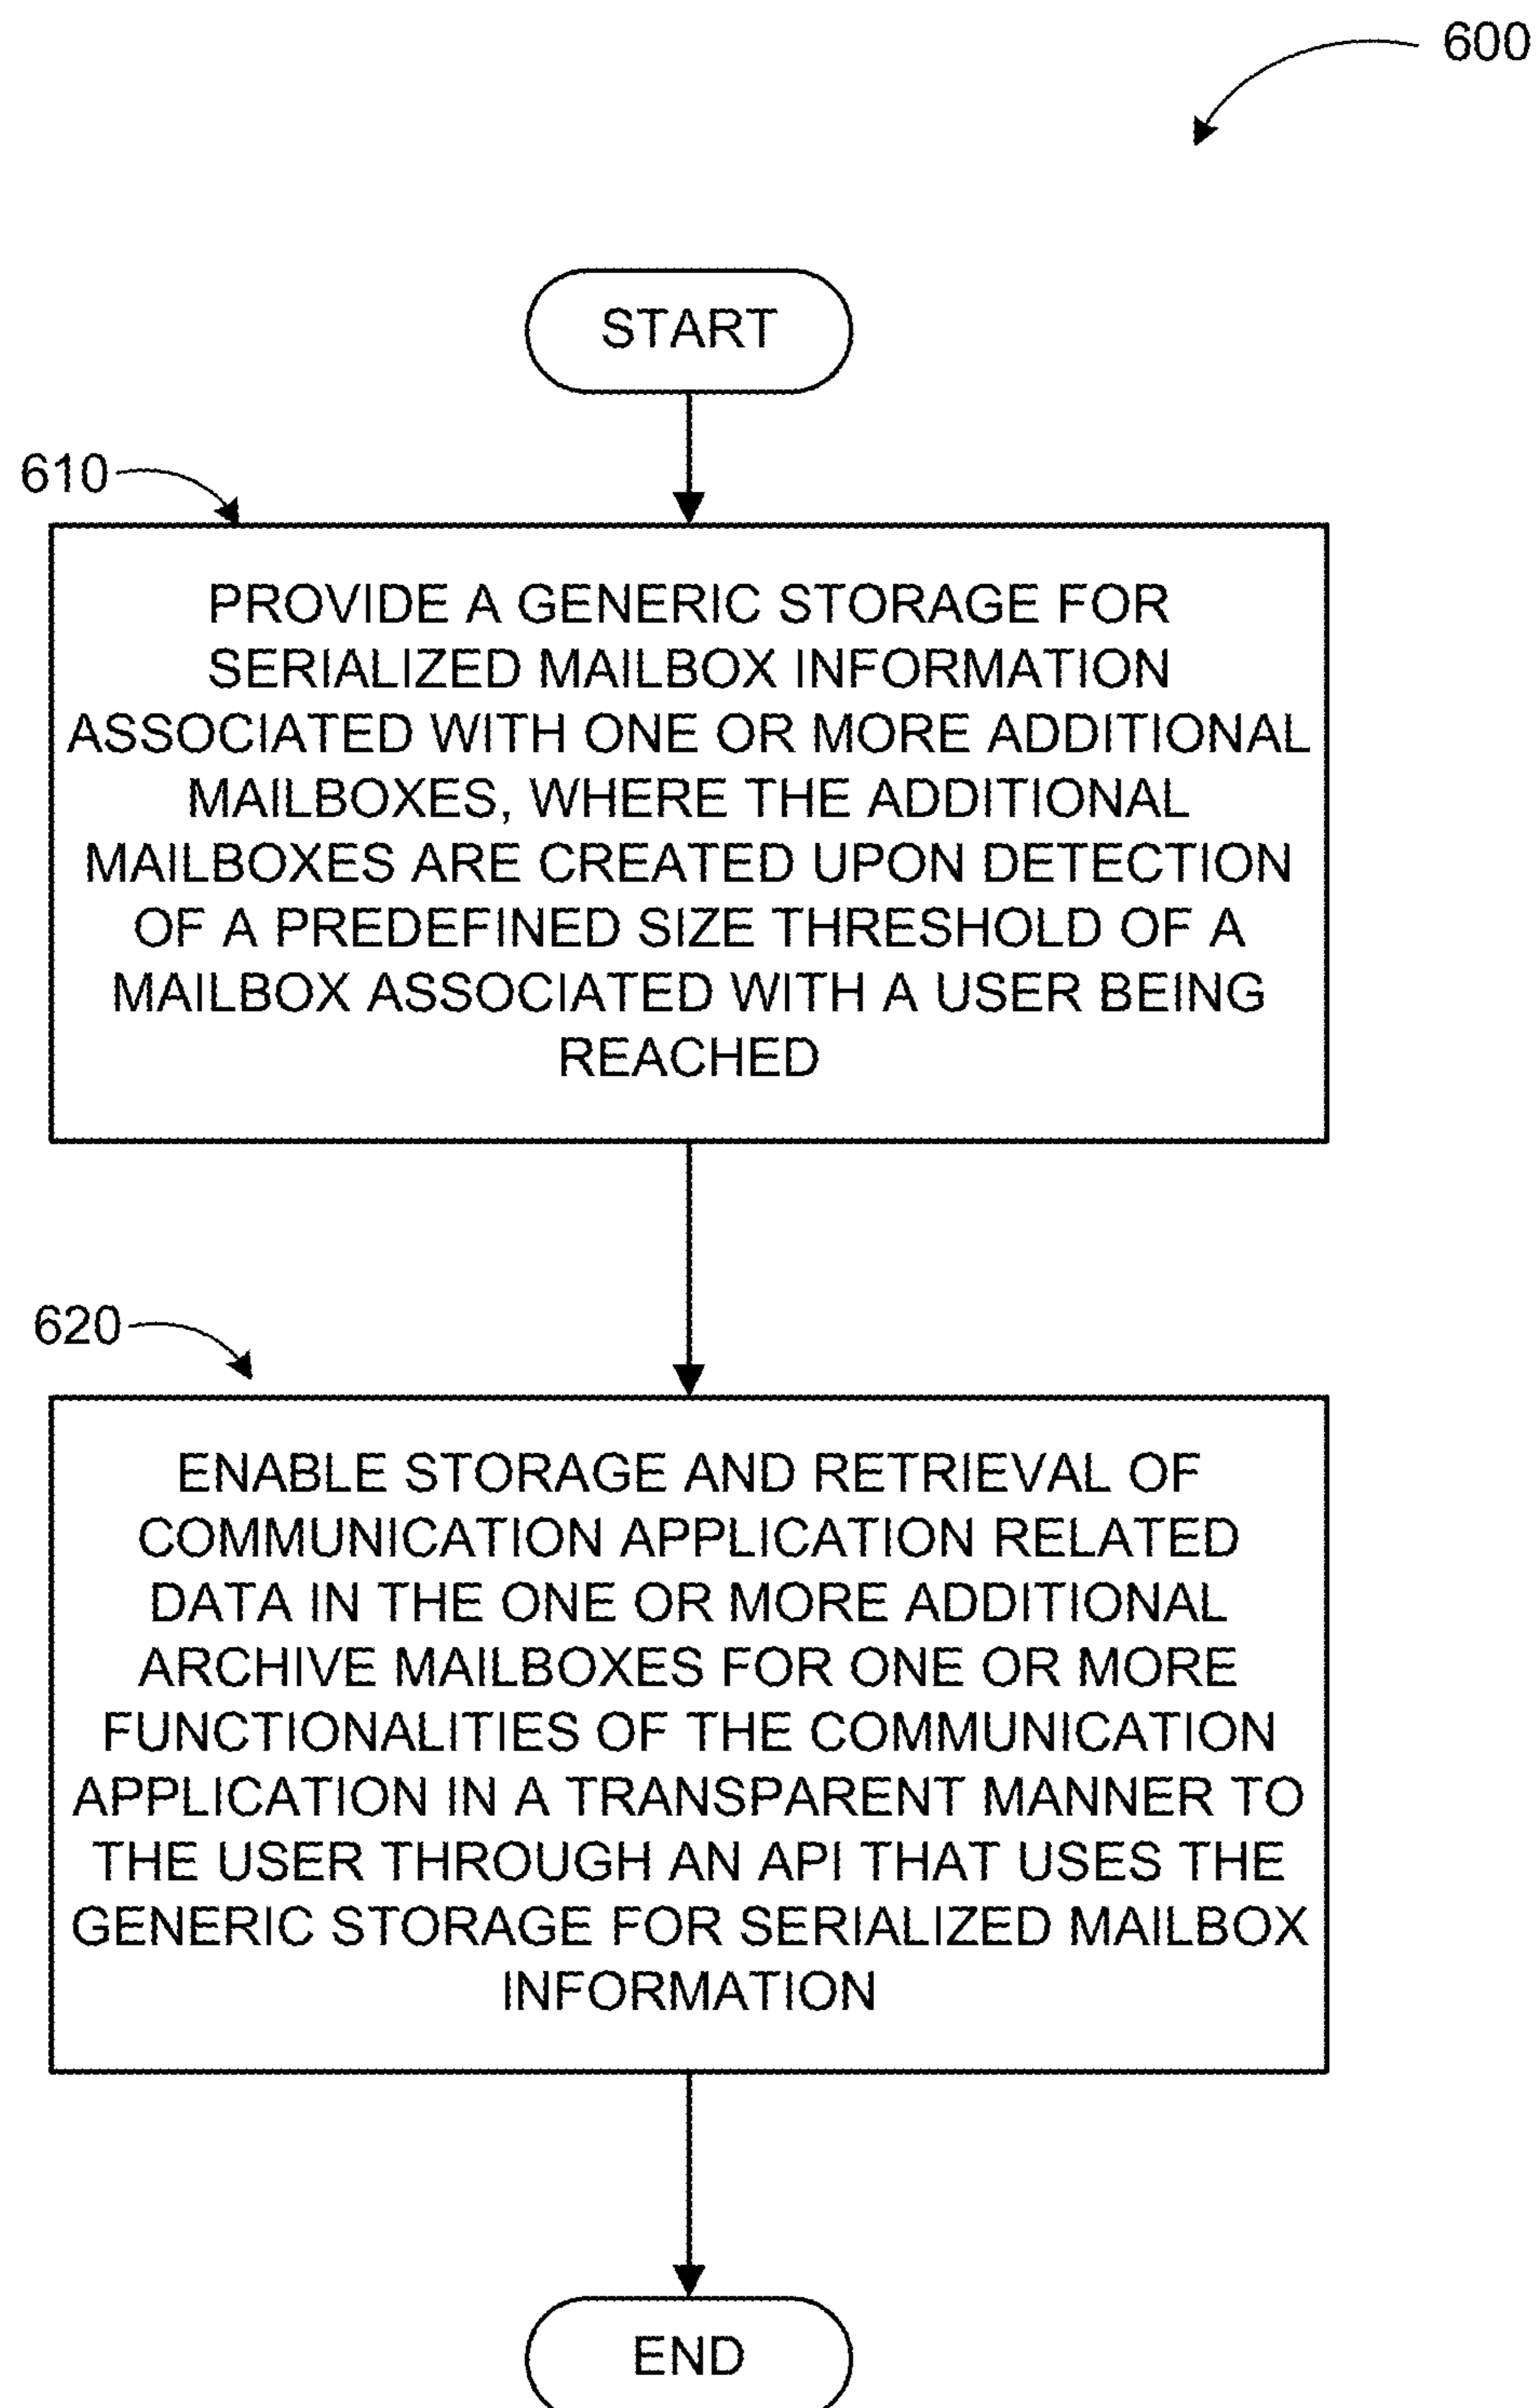 600
START
610
PROVIDE A GENERIC STORAGE FOR
SERIALIZED MAILBOX INFORMATION
ASSOCIATED WITH ONE OR MORE ADDITIONAL
MAILBOXES, WHERE THE ADDITIONAL
MAILBOXES ARE CREATED UPON DETECTION
OF A PREDEFINED SIZE THRESHOLD OF A
MAILBOX ASSOCIATED WITH A USER BEING
REACHED
620
ENABLE STORAGE AND RETRIEVAL OF
COMMUNICATION APPLICATION RELATED
DATA IN THE ONE OR MORE ADDITIONAL
ARCHIVE MAILBOXES FOR ONE OR MORE
FUNCTIONALITIES OF THE COMMUNICATION
APPLICATION IN A TRANSPARENT MANNER TO
THE USER THROUGH AN API THAT USES THE
GENERIC STORAGE FOR SERIALIZED MAILBOX
INFORMATION
END